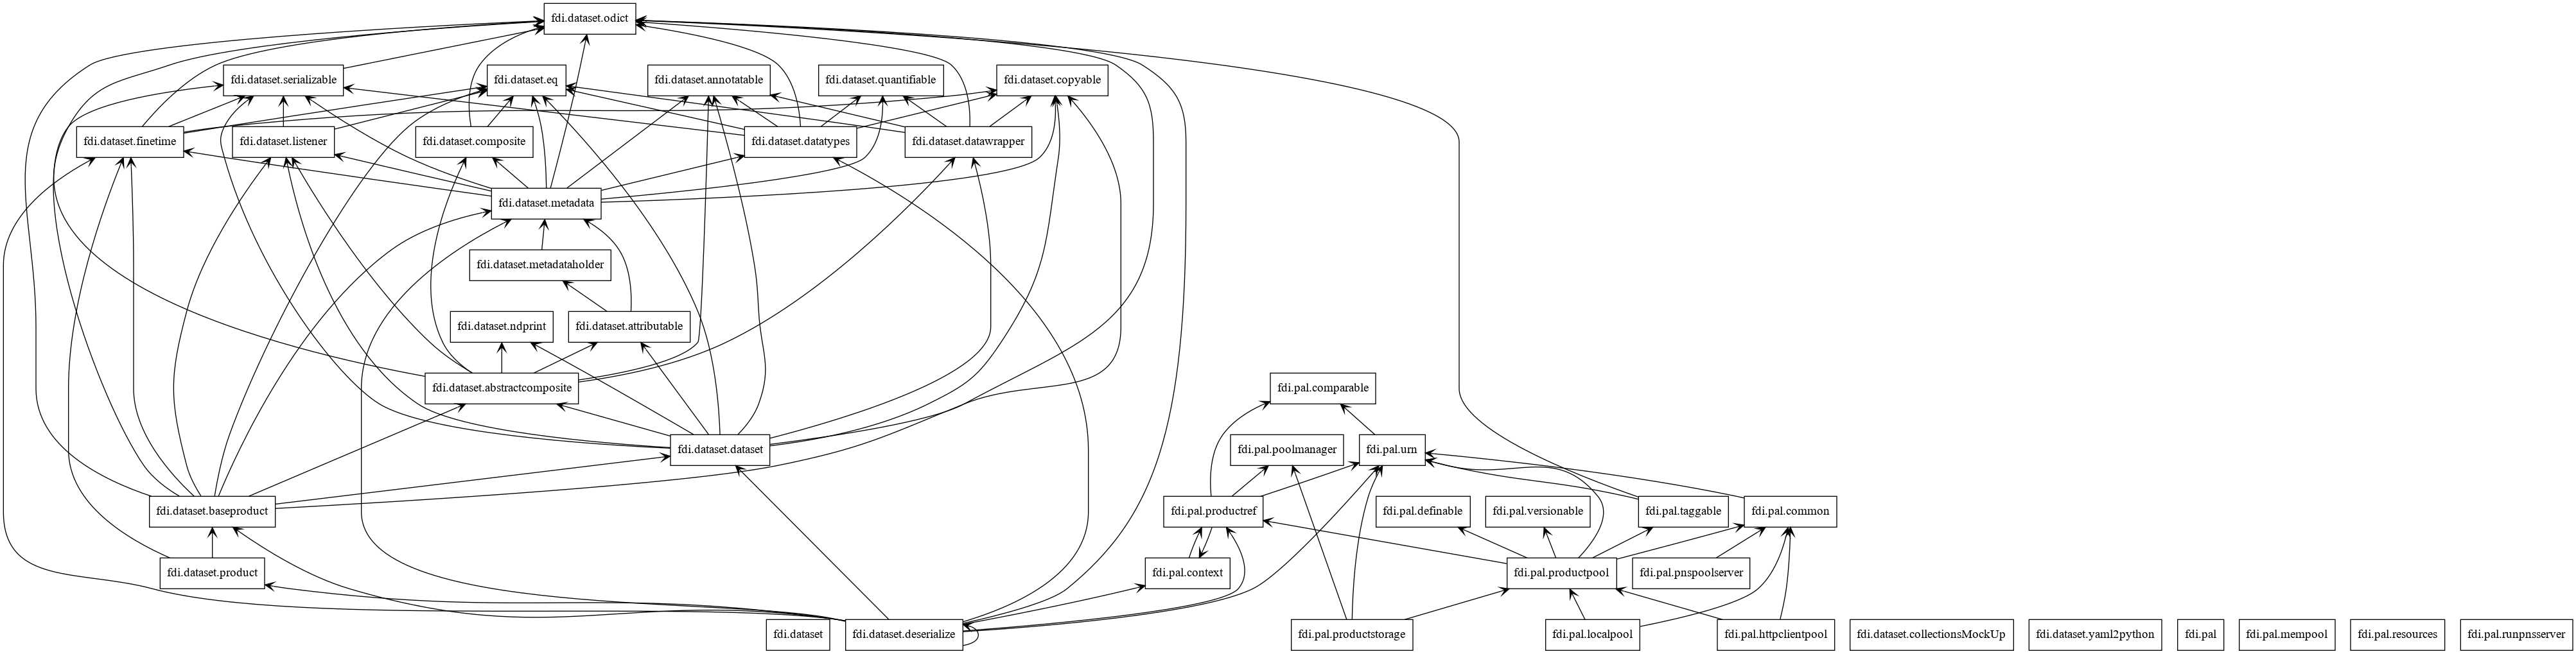 fdi.dataset.odict
fdi.dataset.serializable
fdi.dataset.eq
fdi.dataset.annotatable
fdi.dataset.quantifiable
fdi.dataset.copyable
fdi.dataset.finetime
fdi.dataset.listener
fdi.dataset.composite
fdi.dataset.datatypes
fdi.dataset.datawrapper
fdi.dataset.metadata
fdi.dataset.metadataholder
fdi.dataset.ndprint
fdi.dataset.attributable
fdi.dataset.abstractcomposite
fdi.pal.comparable
fdi.dataset.dataset
fdi.pal.poolmanager
fdi.pal.urn
fdi.dataset.baseproduct
fdi.pal.productref
fdi.pal.definable
fdi.pal.versionable
fdi.pal.taggable
fdi.pal.common
fdi.dataset.product
fdi.pal.context
fdi.pal.productpool
fdi.pal.pnspoolserver
fdi.dataset
fdi.dataset.deserialize
fdi.pal.productstorage
fdi.pal.localpool
fdi.pal.httpclientpool
fdi.dataset.collectionsMockUp
fdi.dataset.yaml2python
fdi.pal
fdi.pal.mempool
fdi.pal.resources
fdi.pal.runpnsserver